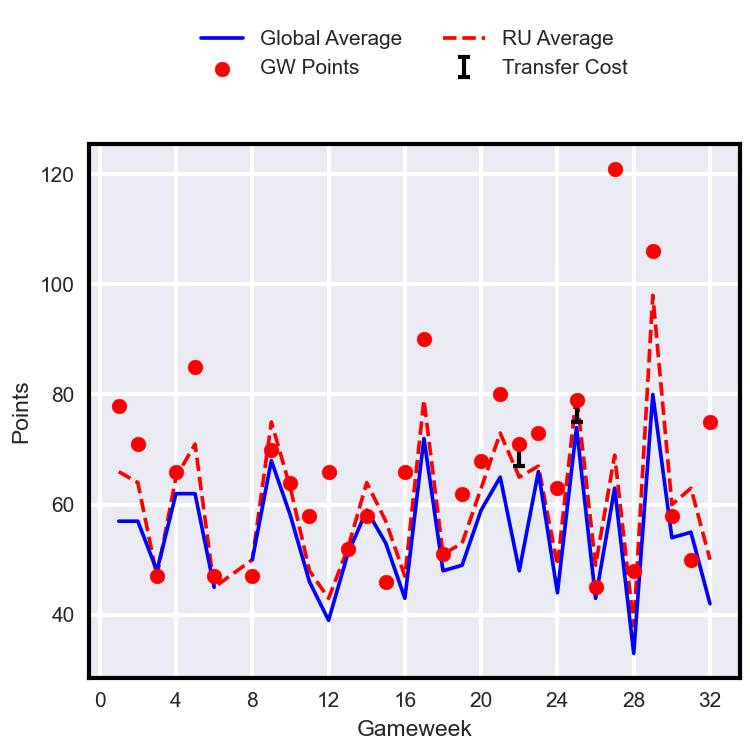 Global Average
RU Average
GW Points
Transfer Cost
120
100
80
60
40
Points
0 4 8 12 16 20 24 28 32
Gameweek